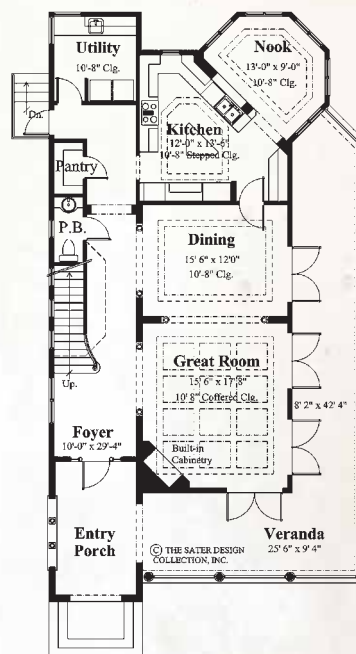 Utility
10'-8" Clg.
Nook
13'-0" x 9'-0"
10'-8" Clg.
Dn.
Kitchen
12'-0" x 13'-6"
10'-8" Stepped Clg.
Pantry
P.B.
Dining
15' 6" x 12'0"
10'-8" Clg.
Up.
Great Room
15' 6" x 17'8"
10' 8" Coffered Clg.
8' 2" x 42' 4"
Foyer
10'-0" x 29'-4"
Built-in
Cabinetry
Entry
Porch
© THE SATER DESIGN
COLLECTION, INC.
Veranda
25' 6" x 9' 4"